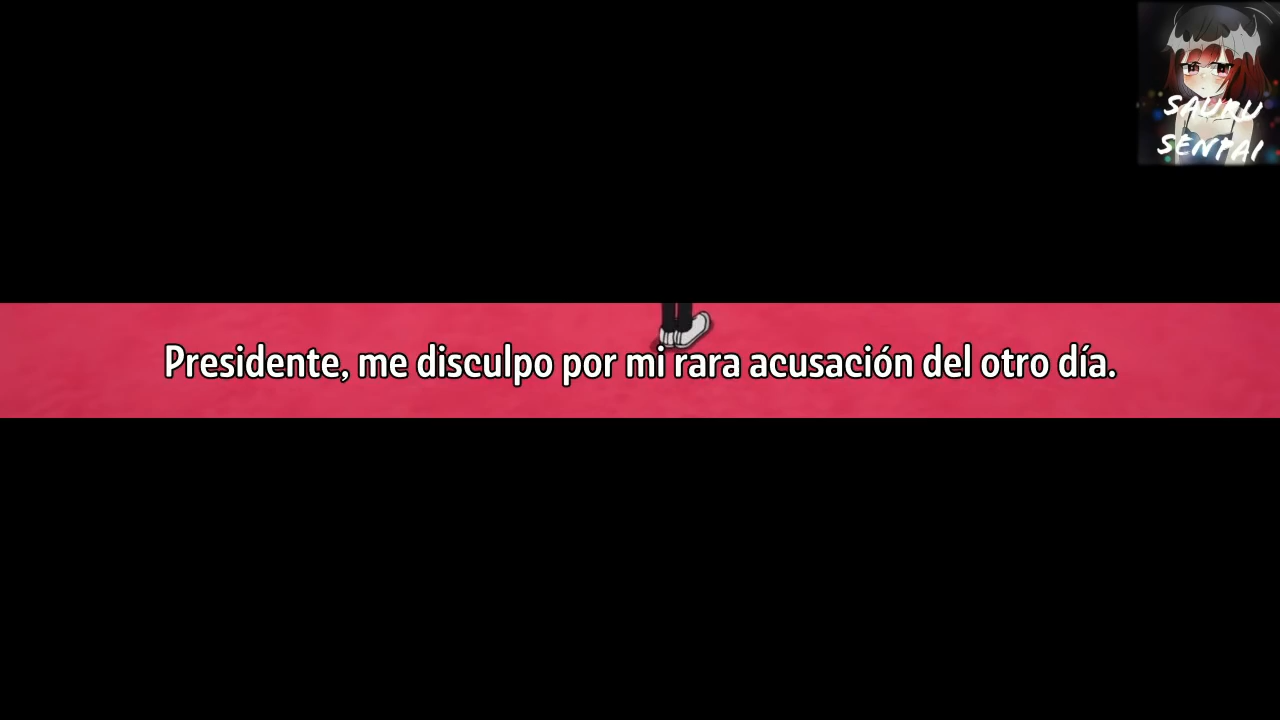 SAURU
SENPAI
Presidente, me disculpo por mi rara acusación del otro día.